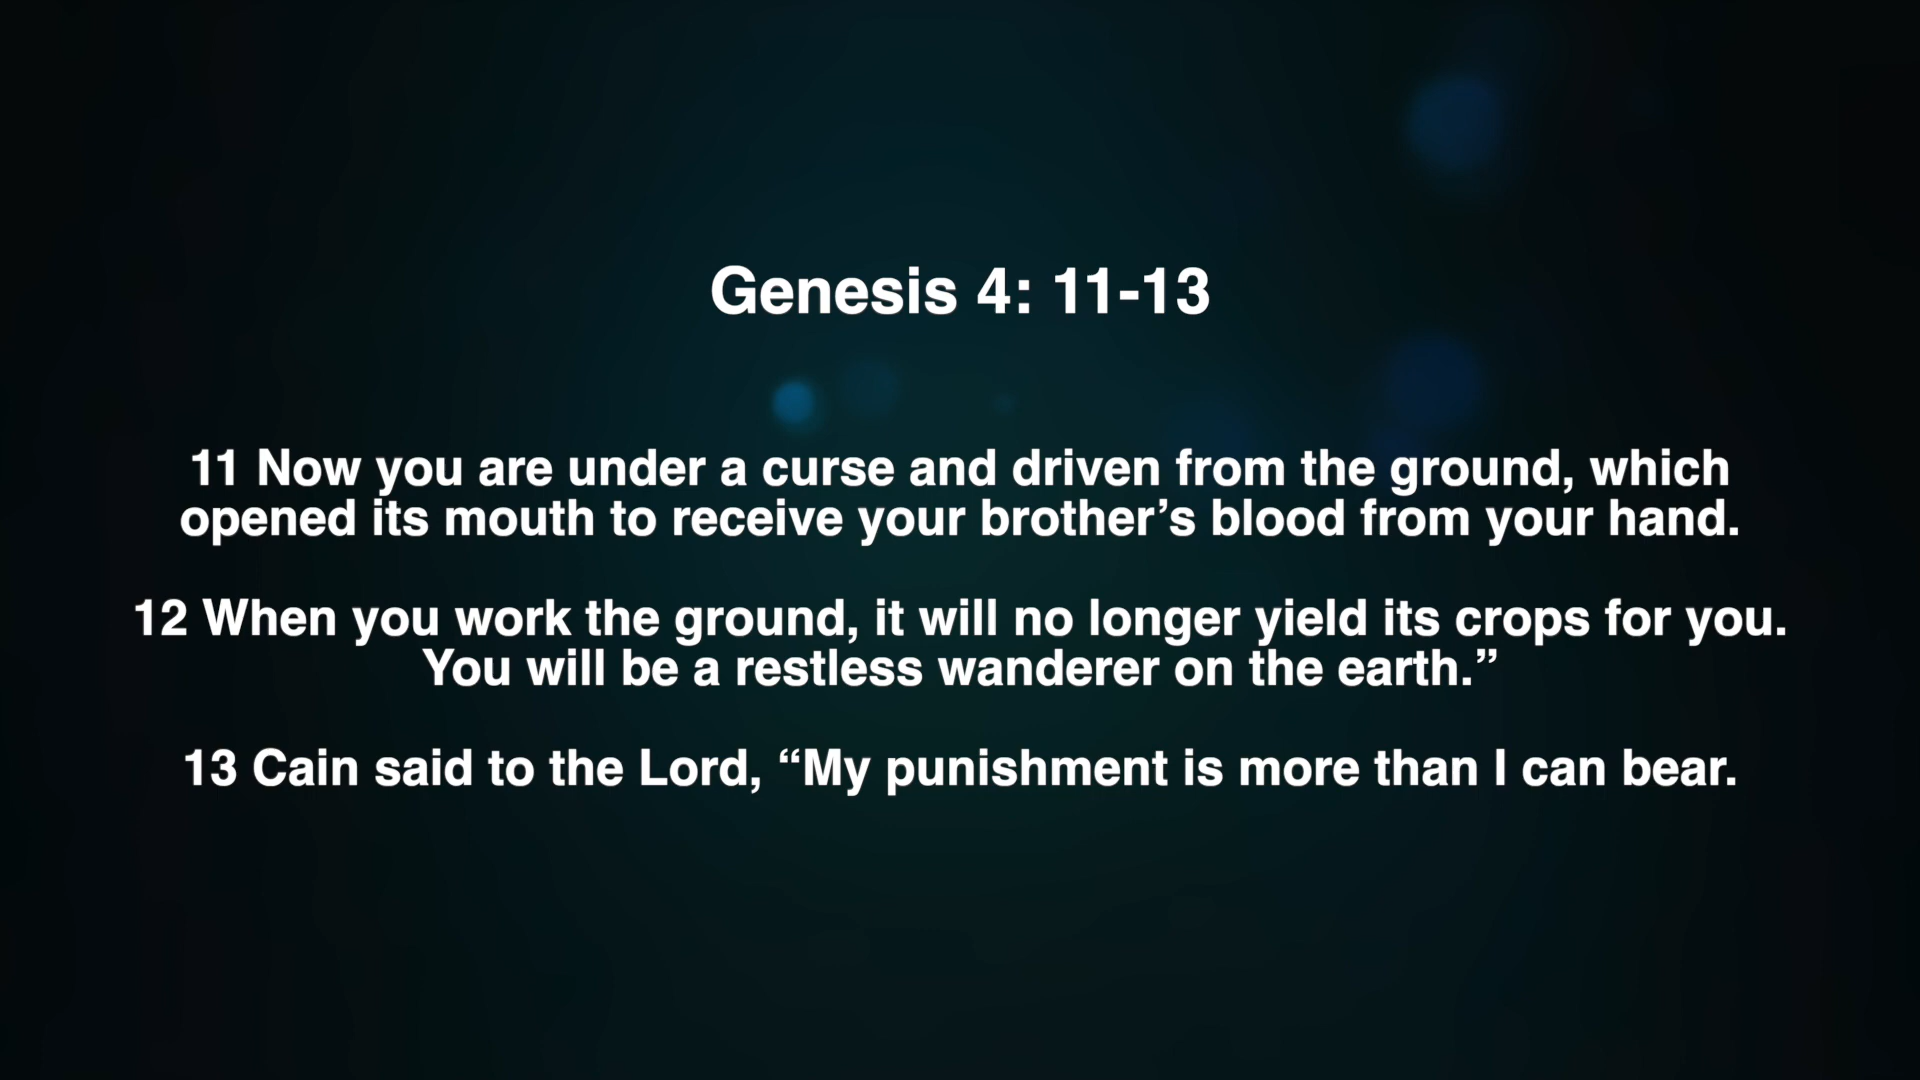 Genesis 4: 11-13
11 Now you are under a curse and driven from the ground, which
opened its mouth to receive your brother’s blood from your hand.
12 When you work the ground, it will no longer yield its crops for you.
You will be a restless wanderer on the earth.”
13 Cain said to the Lord, “My punishment is more than I can bear.